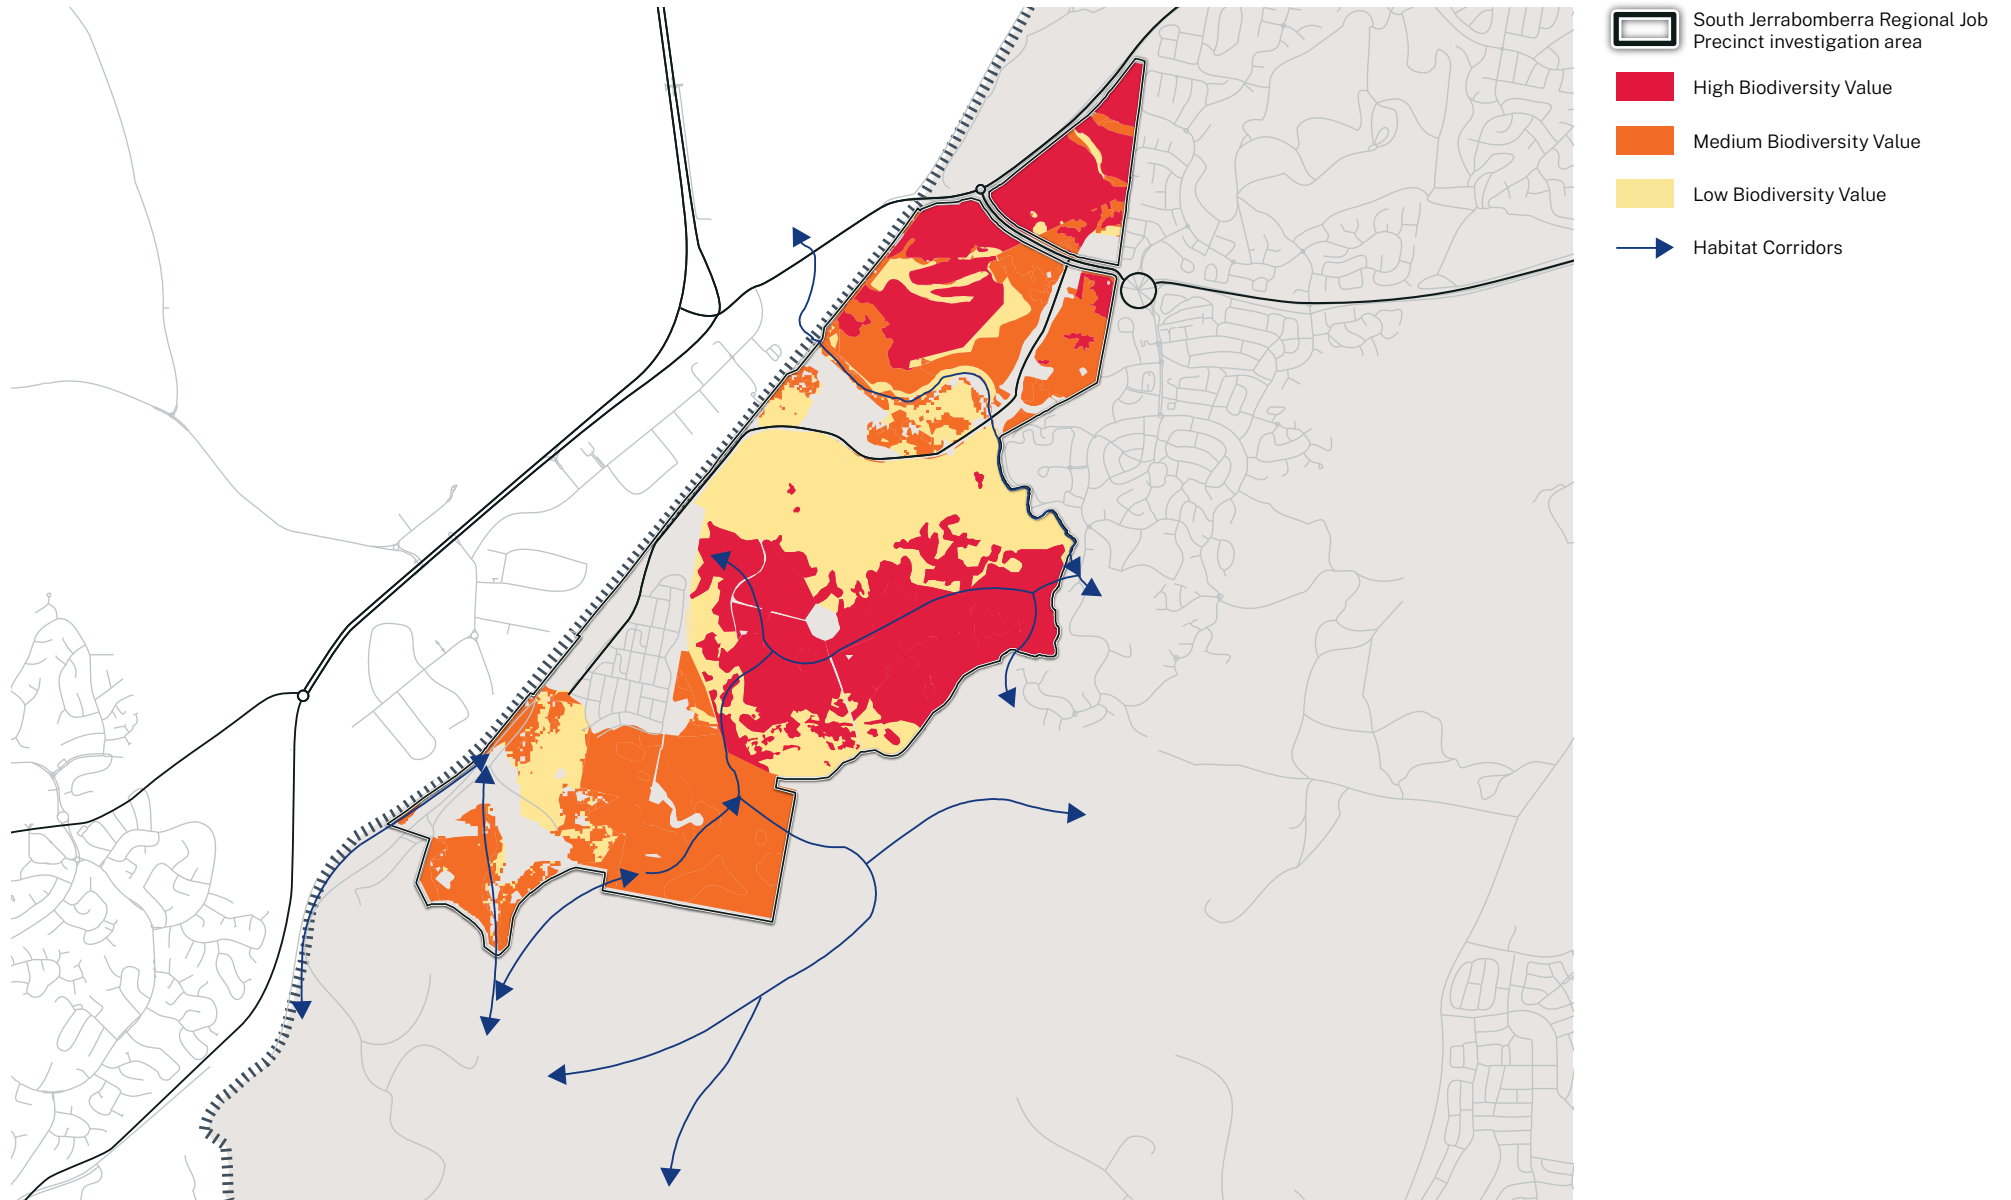 South Jerrabomberra Regional Job
Precinct investigation area
High Biodiversity Value
Medium Biodiversity Value
Low Biodiversity Value
Habitat Corridors